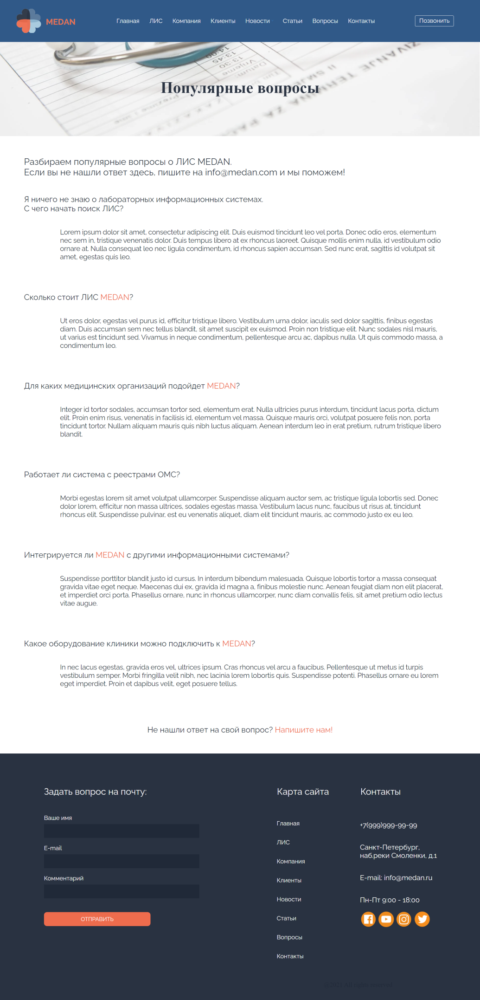 MEDAN
Главная ЛИС Компания Клиенты Новости Статьи Вопросы Контакты
Позвонить
14:00
13:45
13:30
Vrijeme
Datum
Популярные вопросы
Разбираем популярные вопросы о ЛИС MEDAN.
Если вы не нашли ответ здесь, пишите на info@medan.com и мы поможем!
Я ничего не знаю о лабораторных информационных системах.
С чего начать поиск ЛИС?
Lorem ipsum dolor sit amet, consectetur adipiscing elit. Duis euismod tincidunt leo vel porta. Donec odio eros, elementum
nec sem in, tristique venenatis dolor. Duis tempus libero at ex rhoncus laoreet. Quisque mollis enim nulla, id vestibulum odio
ornare at. Nulla consequat leo nec ligula condimentum, id rhoncus sapien accumsan. Sed nunc erat, sagittis id volutpat sit
amet, egestas quis leo.
Сколько стоит ЛИС MEDAN?
Ut eros dolor, egestas vel purus id, efficitur tristique libero. Vestibulum urna dolor, iaculis sed dolor sagittis, finibus egestas
diam. Duis accumsan sem nec tellus blandit, sit amet suscipit ex euismod. Proin non tristique elit. Nunc sodales nisl mauris,
ut varius est tincidunt sed. Vivamus in neque condimentum, pellentesque arcu ac, dapibus nulla. Ut quis commodo massa, a
condimentum leo.
Для каких медицинских организаций подойдет MEDAN?
Integer id tortor sodales, accumsan tortor sed, elementum erat. Nulla ultricies purus interdum, tincidunt lacus porta, dictum
elit. Proin enim risus, venenatis in facilisis id, elementum vel massa. Quisque mauris orci, volutpat posuere felis non, porta
tincidunt tortor. Nullam aliquam mauris quis nibh luctus aliquam. Aenean interdum leo in erat pretium, rutrum tristique libero
blandit.
Работает ли система с реестрами ОМС?
Morbi egestas lorem sit amet volutpat ullamcorper. Suspendisse aliquam auctor sem, ac tristique ligula lobortis sed. Donec
dolor lorem, efficitur non massa ultrices, sodales egestas massa. Vestibulum lacus nunc, faucibus ut risus at, tincidunt
rhoncus elit. Suspendisse pulvinar, est eu venenatis aliquet, diam elit tincidunt mauris, ac commodo justo ex eu leo.
Интегрируется ли MEDAN с другими информационными системами?
Suspendisse porttitor blandit justo id cursus. In interdum bibendum malesuada. Quisque lobortis tortor a massa consequat
gravida vitae eget neque. Maecenas dui ex, gravida id magna a, finibus molestie nunc. Aenean feugiat diam non elit placerat,
et imperdiet orci porta. Phasellus ornare, nunc in rhoncus ullamcorper, nunc diam convallis felis, sit amet pretium odio lectus
vitae augue.
Какое оборудование клиники можно подключить к MEDAN?
In nec lacus egestas, gravida eros vel, ultrices ipsum. Cras rhoncus vel arcu a faucibus. Pellentesque ut metus id turpis
vestibulum semper. Morbi fringilla velit nibh, nec lacinia lorem lobortis quis. Suspendisse potenti. Phasellus ornare eu lorem
eget imperdiet. Proin et dapibus velit, eget posuere tellus.
Не нашли ответ на свой вопрос? Напишите нам!
Задать вопрос на почту:
Ваше имя
E-mail
Комментарий
ОТПРАВИТЬ
Карта сайта
Главная
ЛИС
Компания
Клиенты
Новости
Статьи
Вопросы
Контакты
Контакты
+7(999)999-99-99
Санкт-Петербург,
наб.реки Смоленки, д.1
E-mail: info@medan.ru
Пн-Пт 9:00 - 18:00
©2021 All rights reserved